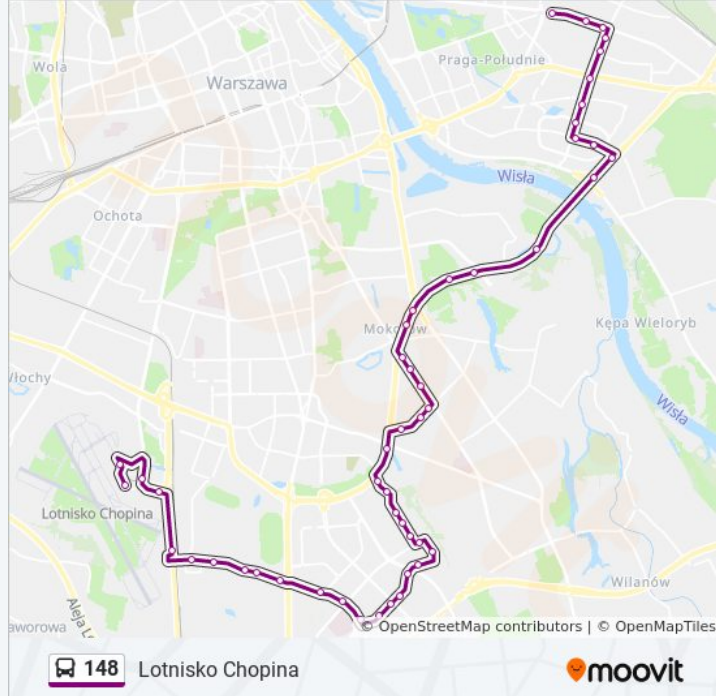 Praga-Południe
Wola
Warszawa
Wisła
Ochota
Mokotów
Kępa Wieloryb
Włochy
Wisła
Lotnisko Chopina
Wilanów
Aleja L
aworowa
© OpenStreetMap contributors | © OpenMapTiles
148 Lotnisko Chopina
moovit